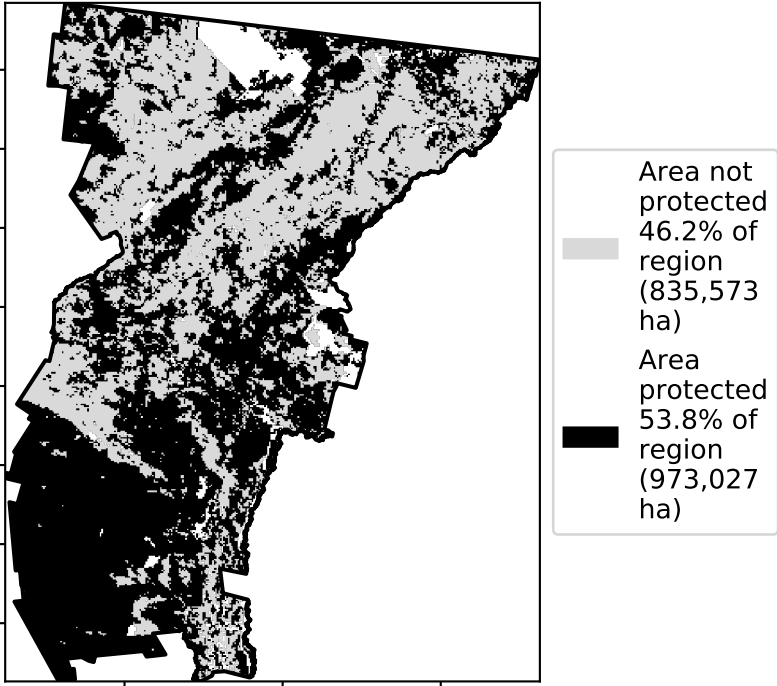 Area not
protected
46.2% of
region
(835,573
ha)
Area
protected
53.8% of
region
(973,027
ha)